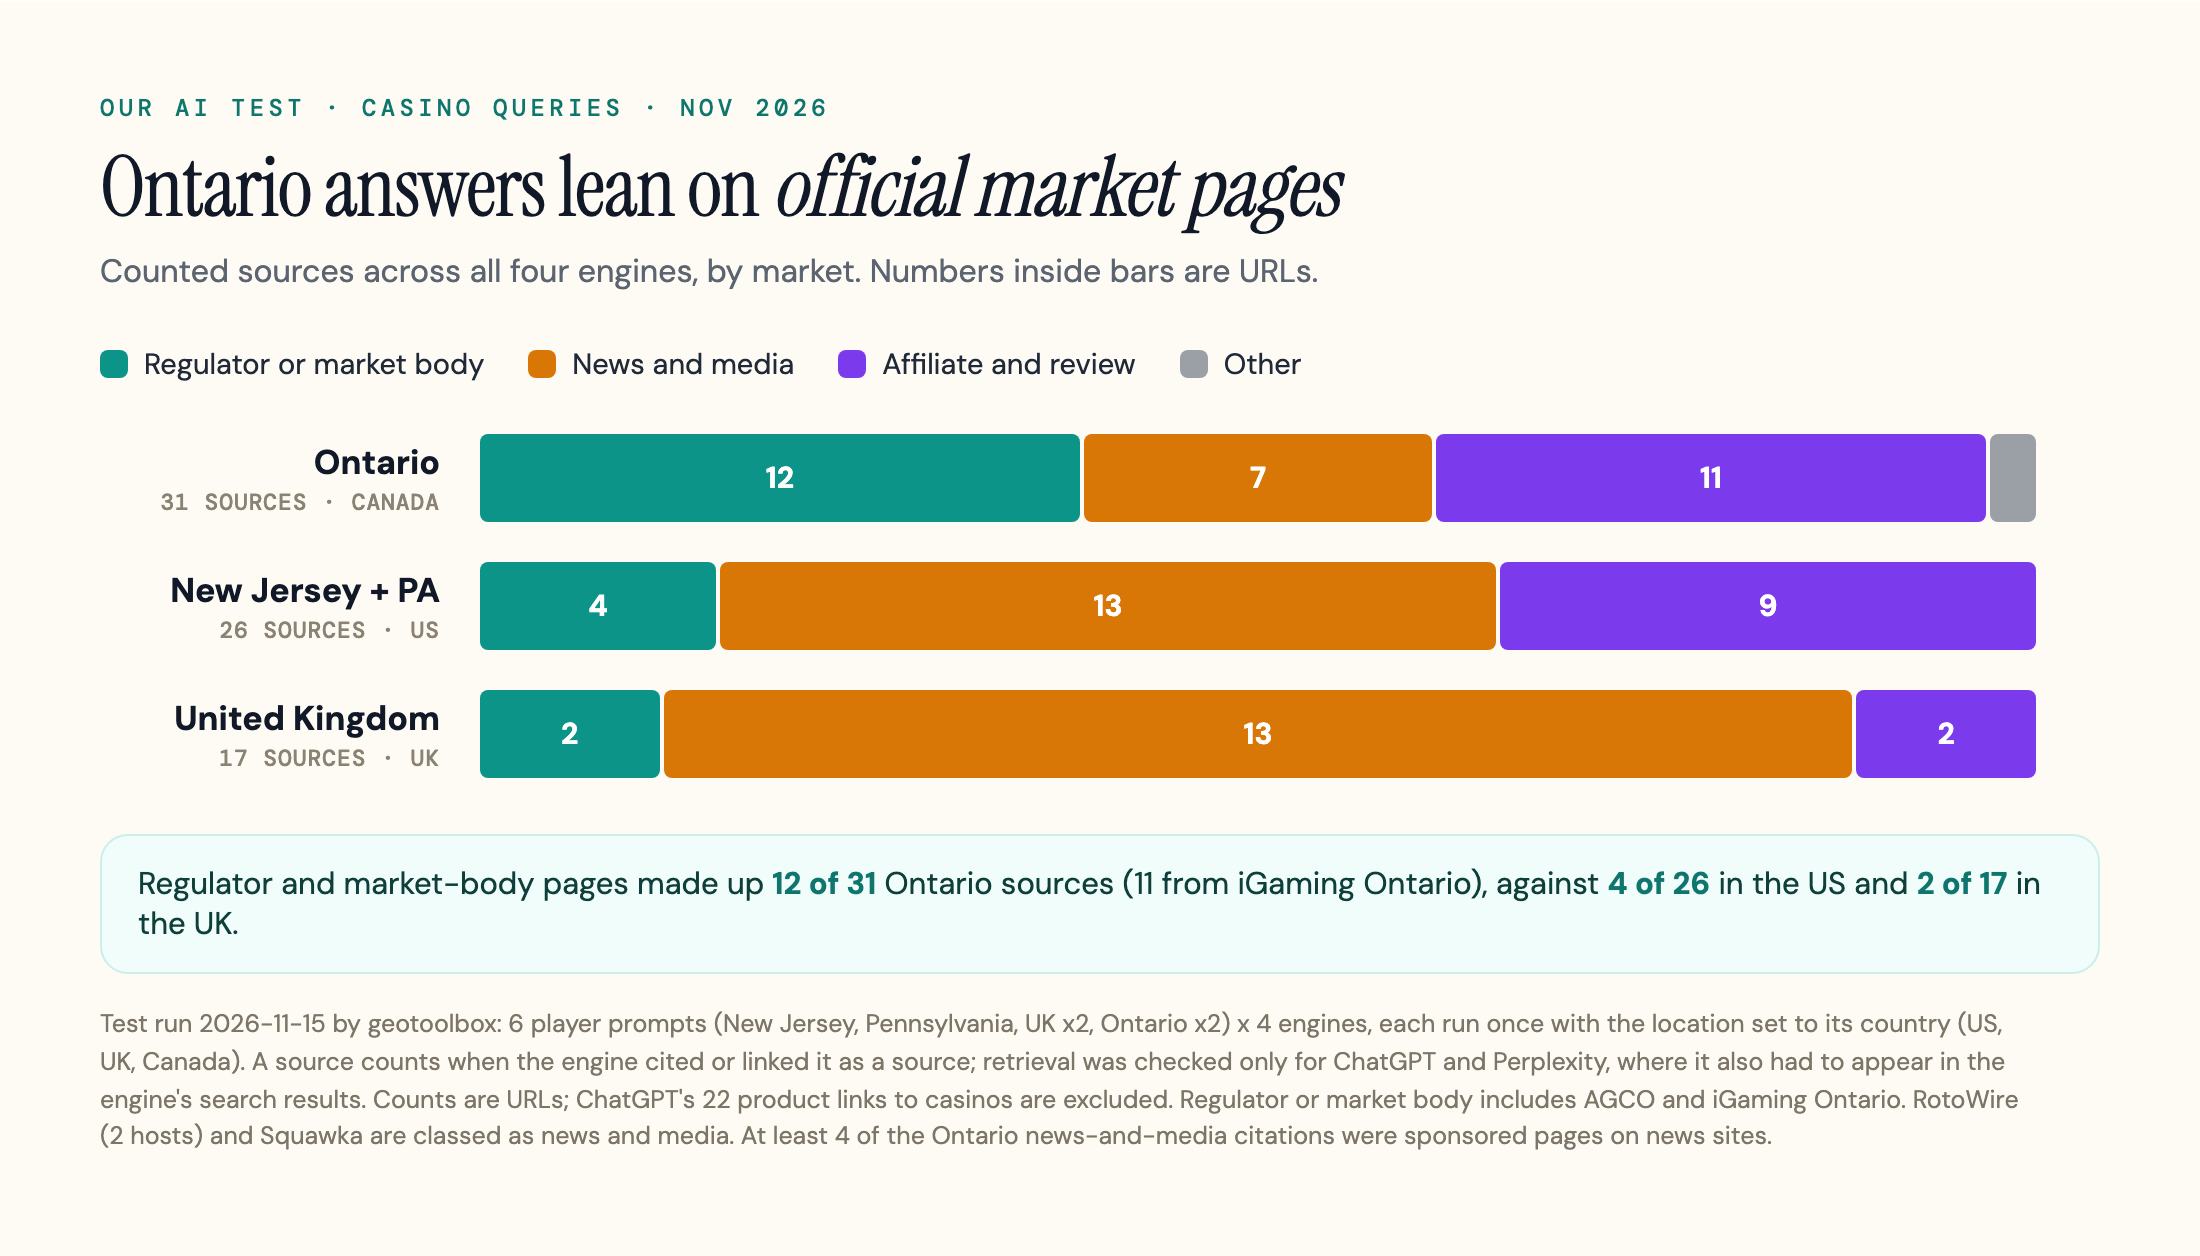 OUR AI TEST · CASINO QUERIES · NOV 2026
Ontario answers lean on official market pages
Counted sources across all four engines, by market. Numbers inside bars are URLs.
Regulator or market body
News and media
Affiliate and review
Other
Ontario
31 SOURCES · CANADA
12
7
11
New Jersey + PA
26 SOURCES · US
4
13
9
United Kingdom
17 SOURCES · UK
2
13
2
Regulator and market-body pages made up 12 of 31 Ontario sources (11 from iGaming Ontario), against 4 of 26 in the US and 2 of 17 in
the UK.
Test run 2026-11-15 by geotoolbox: 6 player prompts (New Jersey, Pennsylvania, UK x2, Ontario x2) x 4 engines, each run once with the location set to its country (US,
UK, Canada). A source counts when the engine cited or linked it as a source; retrieval was checked only for ChatGPT and Perplexity, where it also had to appear in the
engine's search results. Counts are URLs; ChatGPT's 22 product links to casinos are excluded. Regulator or market body includes AGCO and iGaming Ontario. RotoWire
(2 hosts) and Squawka are classed as news and media. At least 4 of the Ontario news-and-media citations were sponsored pages on news sites.